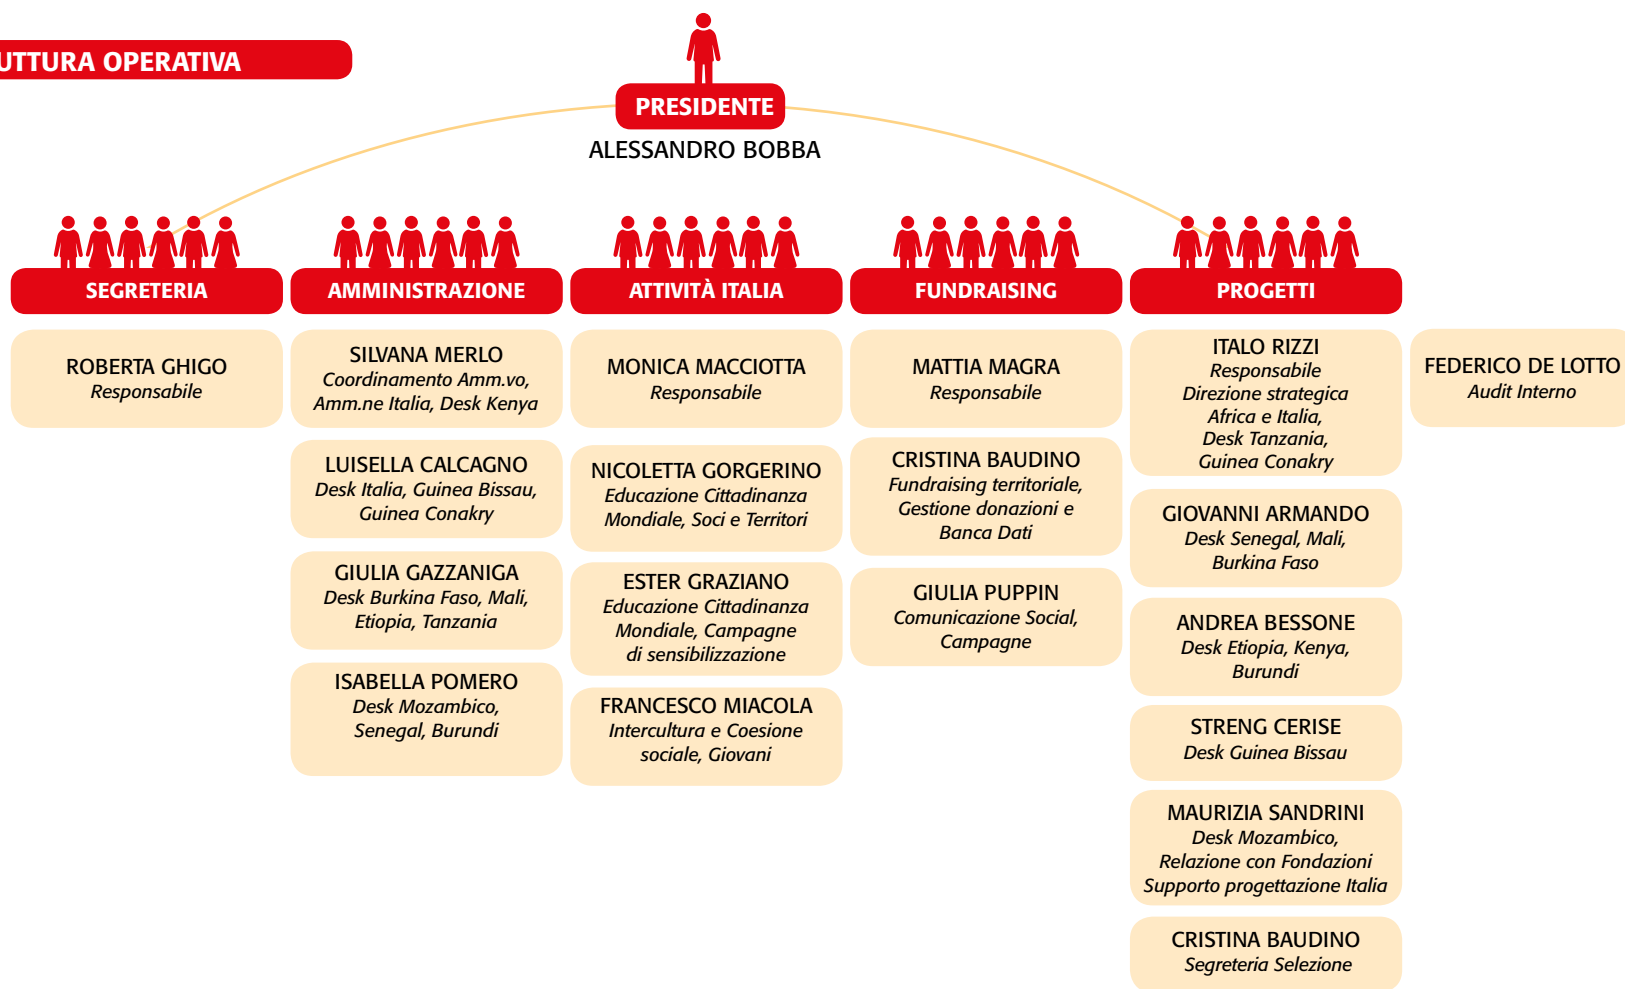 UTTURA OPERATIVA
PRESIDENTE
ALESSANDRO BOBBA
SEGRETERIA
ROBERTA GHIGO
Responsabile
AMMINISTRAZIONE
SILVANA MERLO
Coordinamento Amm.vo,
Amm.ne Italia, Desk Kenya
LUISELLA CALCAGNO
Desk Italia, Guinea Bissau,
Guinea Conakry
GIULIA GAZZANIGA
Desk Burkina Faso, Mali,
Etiopia, Tanzania
ISABELLA POMERO
Desk Mozambico,
Senegal, Burundi
ATTIVITÀ ITALIA
MONICA MACCIOTTA
Responsabile
NICOLETTA GORGERINO
Educazione Cittadinanza
Mondiale, Soci e Territori
ESTER GRAZIANO
Educazione Cittadinanza
Mondiale, Campagne
di sensibilizzazione
FRANCESCO MIACOLA
Intercultura e Coesione
sociale, Giovani
FUNDRAISING
MATTIA MAGRA
Responsabile
CRISTINA BAUDINO
Fundraising territoriale,
Gestione donazioni e
Banca Dati
GIULIA PUPPIN
Comunicazione Social,
Campagne
PROGETTI
ITALO RIZZI
Responsabile
Direzione strategica
Africa e Italia,
Desk Tanzania,
Guinea Conakry
GIOVANNI ARMANDO
Desk Senegal, Mali,
Burkina Faso
ANDREA BESSONE
Desk Etiopia, Kenya,
Burundi
STRENG CERISE
Desk Guinea Bissau
MAURIZIA SANDRINI
Desk Mozambico,
Relazione con Fondazioni
Supporto progettazione Italia
CRISTINA BAUDINO
Segreteria Selezione
FEDERICO DE LOTTO
Audit Interno